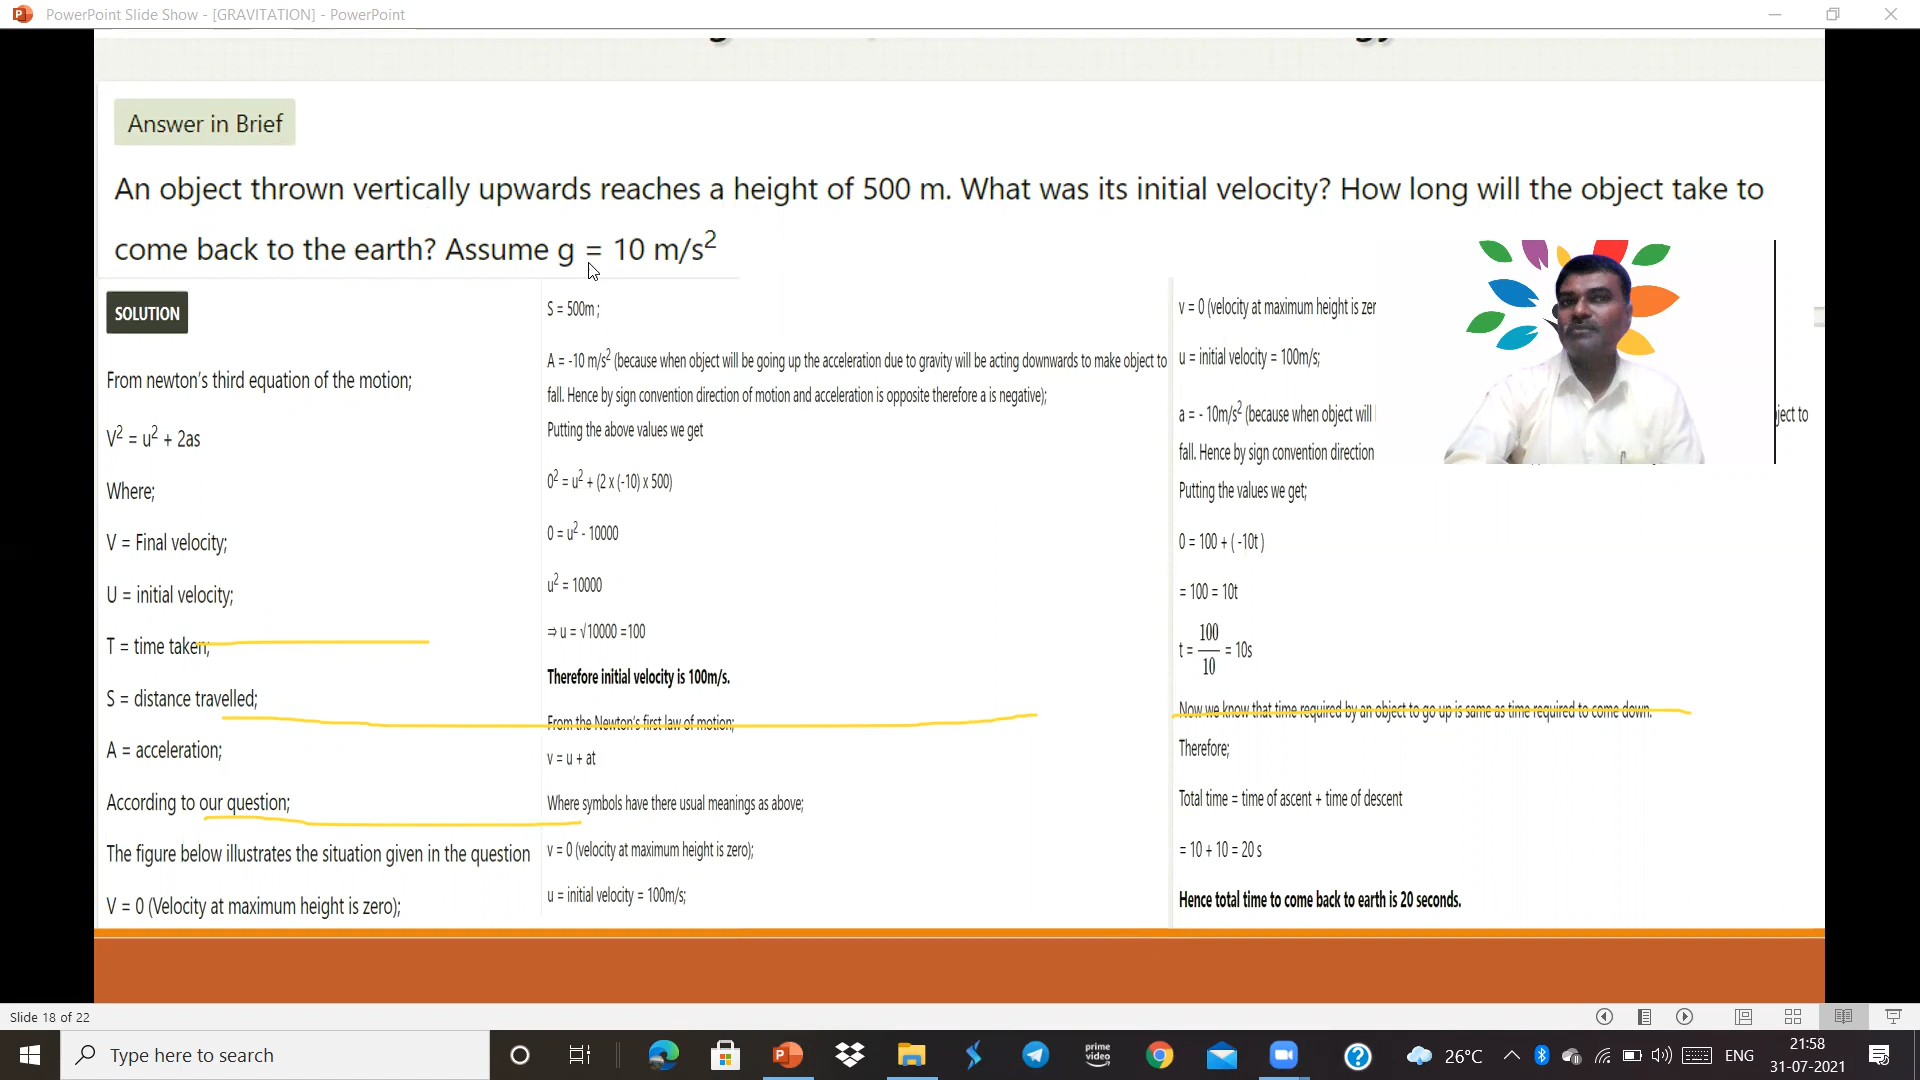 PowerPoint Slide Show - [GRAVITATION] - PowerPoint
Answer in Brief
An object thrown vertically upwards reaches a height of 500 m. What was its initial velocity? How long will the object take to
come back to the earth? Assume g = 10 m/s²
SOLUTION
From newton's third equation of the motion;
V² = u² + 2as
Where;
V = Final velocity;
U = initial velocity;
T = time taken;
S = distance travelled;
A = acceleration;
According to our question;
The figure below illustrates the situation given in the question
V = 0 (Velocity at maximum height is zero);
S = 500m ;
A = -10 m/s² (because when object will be going up the acceleration due to gravity will be acting downwards to make object to
fall. Hence by sign convention direction of motion and acceleration is opposite therefore a is negative);
Putting the above values we get
0² = u² + (2 x (-10) x 500)
0 = u² - 10000
u² = 10000
⇒ u = √10000 =100
Therefore initial velocity is 100m/s.
From the Newton's first law of motion;
v = u + at
Where symbols have there usual meanings as above;
v = 0 (velocity at maximum height is zero);
u = initial velocity = 100m/s;
v = 0 (velocity at maximum height is zer
u = initial velocity = 100m/s;
a = - 10m/s² (because when object will ject to
fall. Hence by sign convention direction
Putting the values we get;
0 = 100 + ( -10t )
= 100 = 10t
t = 100/10 = 10s
Now we know that time required by an object to go up is same as time required to come down.
Therefore;
Total time = time of ascent + time of descent
= 10 + 10 = 20 s
Hence total time to come back to earth is 20 seconds.
Slide 18 of 22
Type here to search
prime video
26°C
ENG
21:58
31-07-2021